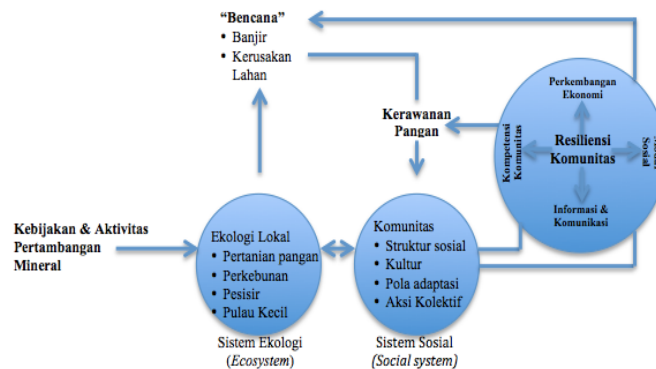 “Bencana”
• Banjir
• Kerusakan
Lahan
Kerawanan
Pangan
Perkembangan
Ekonomi
Kompetensi
Komunitas
Resiliensi
Komunitas
Sosial
Informasi &
Komunikasi
Kebijakan & Aktivitas
Pertambangan
Mineral
Ekologi Lokal
• Pertanian pangan
• Perkebunan
• Pesisir
• Pulau Kecil
Komunitas
• Struktur sosial
• Kultur
• Pola adaptasi
• Aksi Kolektif
Sistem Ekologi
(Ecosystem)
Sistem Sosial
(Social system)